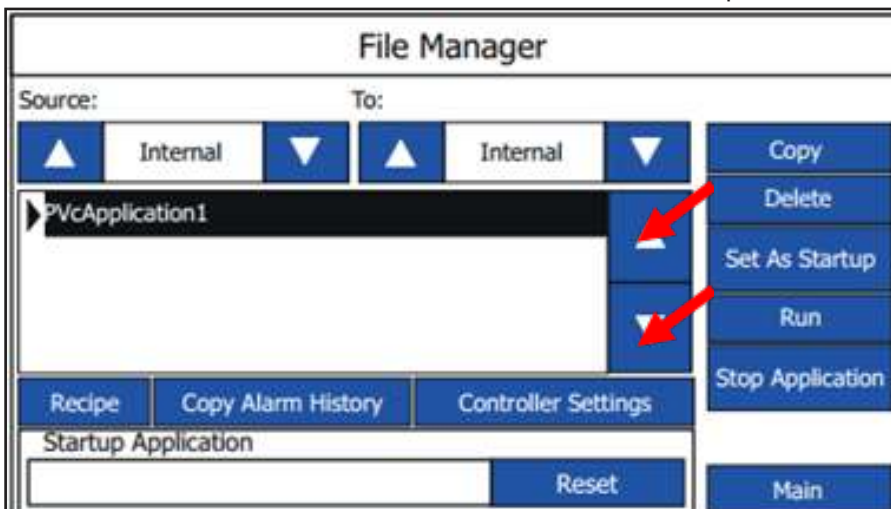 File Manager
Source: To:
Internal Internal Copy
PVcApplication1 Delete
Set As Startup
Run
Stop Application
Recipe Copy Alarm History Controller Settings
Startup Application
Reset Main